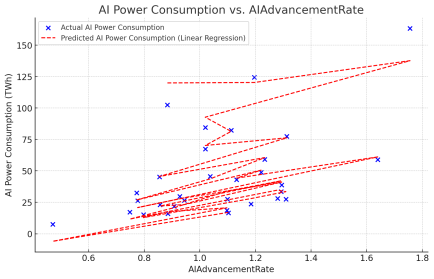 AI Power Consumption vs. AIAdvancementRate
Actual AI Power Consumption
Predicted AI Power Consumption (Linear Regression)
AI Power Consumption (TWh)
150
125
100
75
50
25
0
0.6
0.8
1.0
1.2
1.4
1.6
1.8
AIAdvancementRate